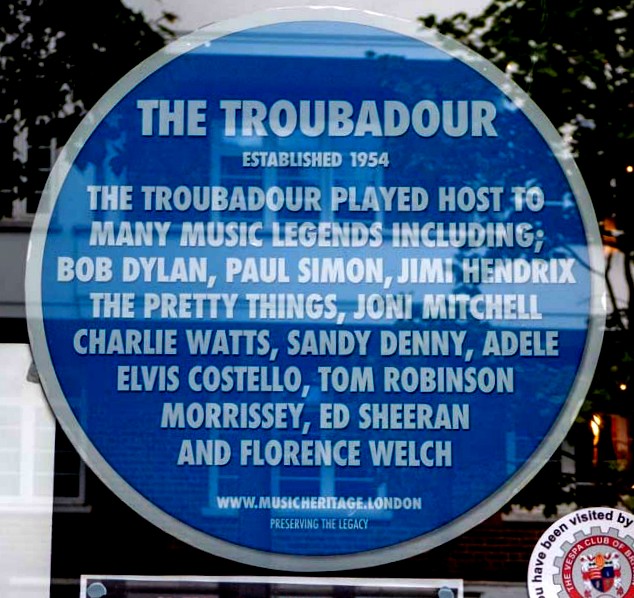 THE TROUBADOUR
ESTABLISHED 1954
THE TROUBADOUR PLAYED HOST TO
MANY MUSIC LEGENDS INCLUDING;
BOB DYLAN, PAUL SIMON, JIMI HENDRIX
THE PRETTY THINGS, JONI MITCHELL
CHARLIE WATTS, SANDY DENNY, ADELE
ELVIS COSTELLO, TOM ROBINSON
MORRISSEY, ED SHEERAN
AND FLORENCE WELCH
WWW.MUSICHERITAGE.LONDON
PRESERVING THE LEGACY
have been visited by
THE VESPA CLUB OF